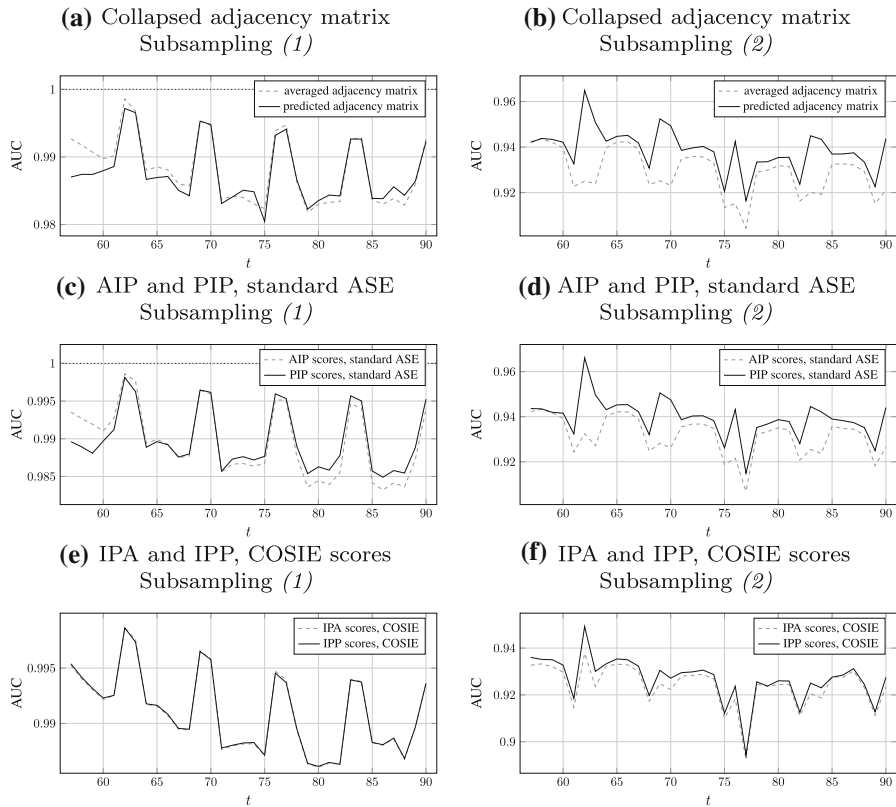 (a) Collapsed adjacency matrix
Subsampling (1)
1
0.99
0.98
AUC
averaged adjacency matrix
predicted adjacency matrix
60 65 70 75 80 85 90
t
(b) Collapsed adjacency matrix
Subsampling (2)
0.96
0.94
0.92
AUC
averaged adjacency matrix
predicted adjacency matrix
60 65 70 75 80 85 90
t
(c) AIP and PIP, standard ASE
Subsampling (1)
1
0.995
0.99
0.985
AUC
AIP scores, standard ASE
PIP scores, standard ASE
60 65 70 75 80 85 90
t
(d) AIP and PIP, standard ASE
Subsampling (2)
0.96
0.94
0.92
AUC
AIP scores, standard ASE
PIP scores, standard ASE
60 65 70 75 80 85 90
t
(e) IPA and IPP, COSIE scores
Subsampling (1)
0.995
0.99
AUC
IPA scores, COSIE
IPP scores, COSIE
60 65 70 75 80 85 90
t
(f) IPA and IPP, COSIE scores
Subsampling (2)
0.94
0.92
0.9
AUC
IPA scores, COSIE
IPP scores, COSIE
60 65 70 75 80 85 90
t